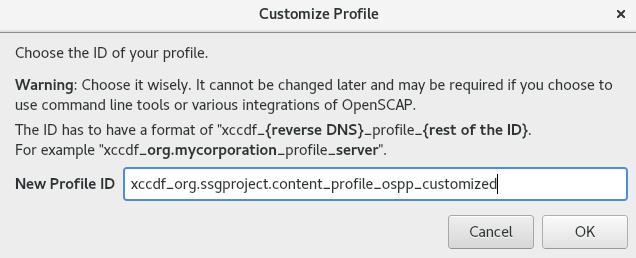 Customize Profile
Choose the ID of your profile.
Warning: Choose it wisely. It cannot be changed later and may be required if you choose to
use command line tools or various integrations of OpenSCAP.
The ID has to have a format of "xccdf_{reverse DNS}_profile_{rest of the ID}.
For example "xccdf_org.mycorporation_profile_server".
New Profile ID xccdf_org.ssgproject.content_profile_ospp_customized
Cancel OK